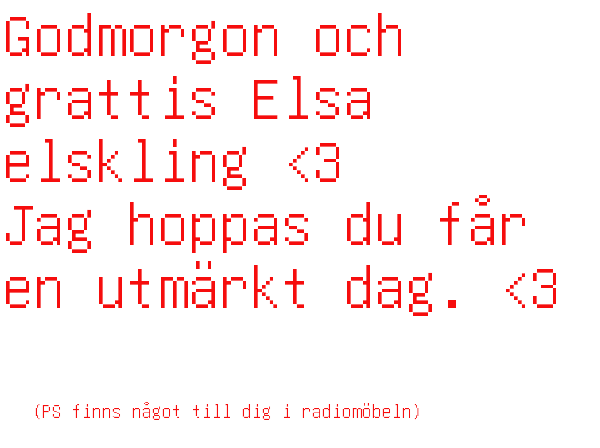 Godmorgon och
grattis Elsa
elskling <3
Jag hoppas du får
en utmärkt dag. <3
(PS finns något till dig i radiomöbeln)